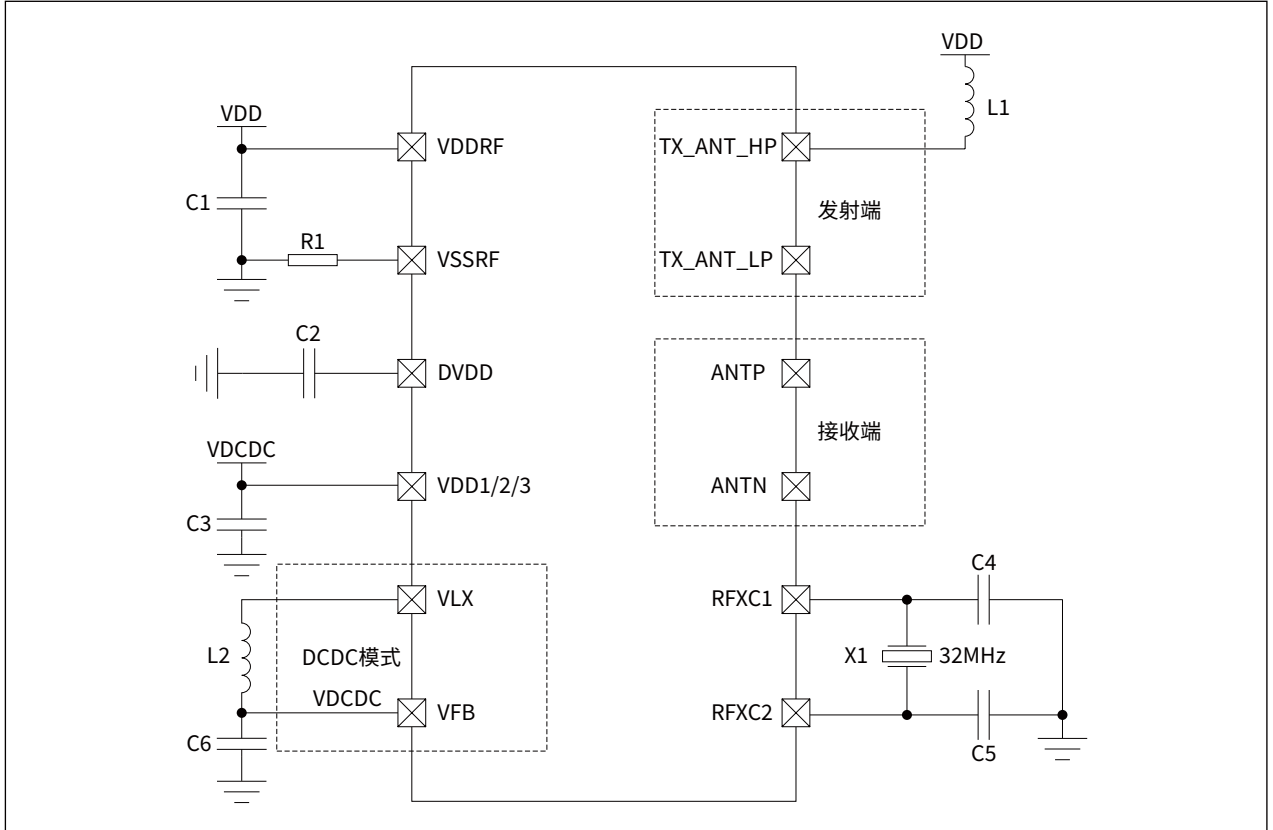 VDD
L1
VDD
VDDRF
TX_ANT_HP
C1
发射端
R1
VSSRF
TX_ANT_LP
C2
DVDD
ANTP
接收端
VDCDC
VDD1/2/3
ANTN
C3
C4
VLX
RFXC1
L2
DCDC模式
X1
32MHz
VDCDC
VFB
RFXC2
C6
C5